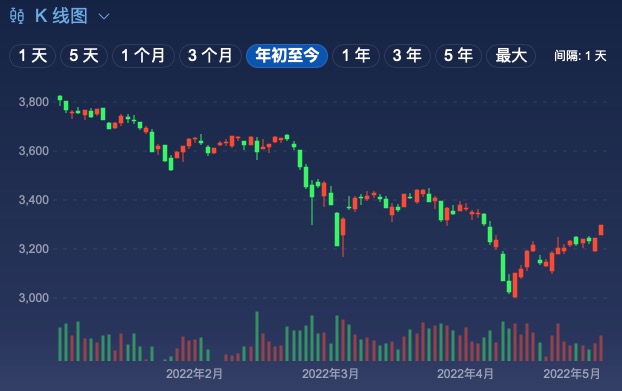 K 线图
1 天 5 天 1 个月 3 个月 年初至今 1 年 3 年 5 年 最大 间隔: 1 天
3,800
3,600
3,400
3,200
3,000
2022年2月 2022年3月 2022年4月 2022年5月